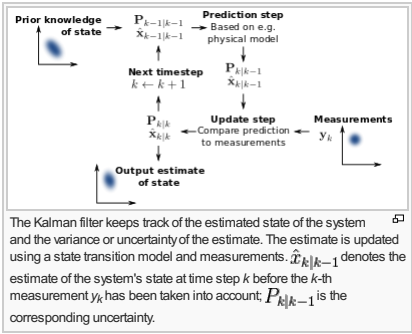 Prior knowledge
of state
P_{k-1|k-1}
x̂_{k-1|k-1}
Prediction step
Based on e.g.
physical model
Next timestep
k ← k + 1
P_{k|k-1}
x̂_{k|k-1}
P_{k|k}
x̂_{k|k}
Update step
Compare prediction
to measurements
Measurements
y_k
Output estimate
of state
The Kalman filter keeps track of the estimated state of the system
and the variance or uncertainty of the estimate. The estimate is updated
using a state transition model and measurements. x̂_{k|k-1} denotes the
estimate of the system's state at time step k before the k-th
measurement y_k has been taken into account; P_{k|k-1} is the
corresponding uncertainty.